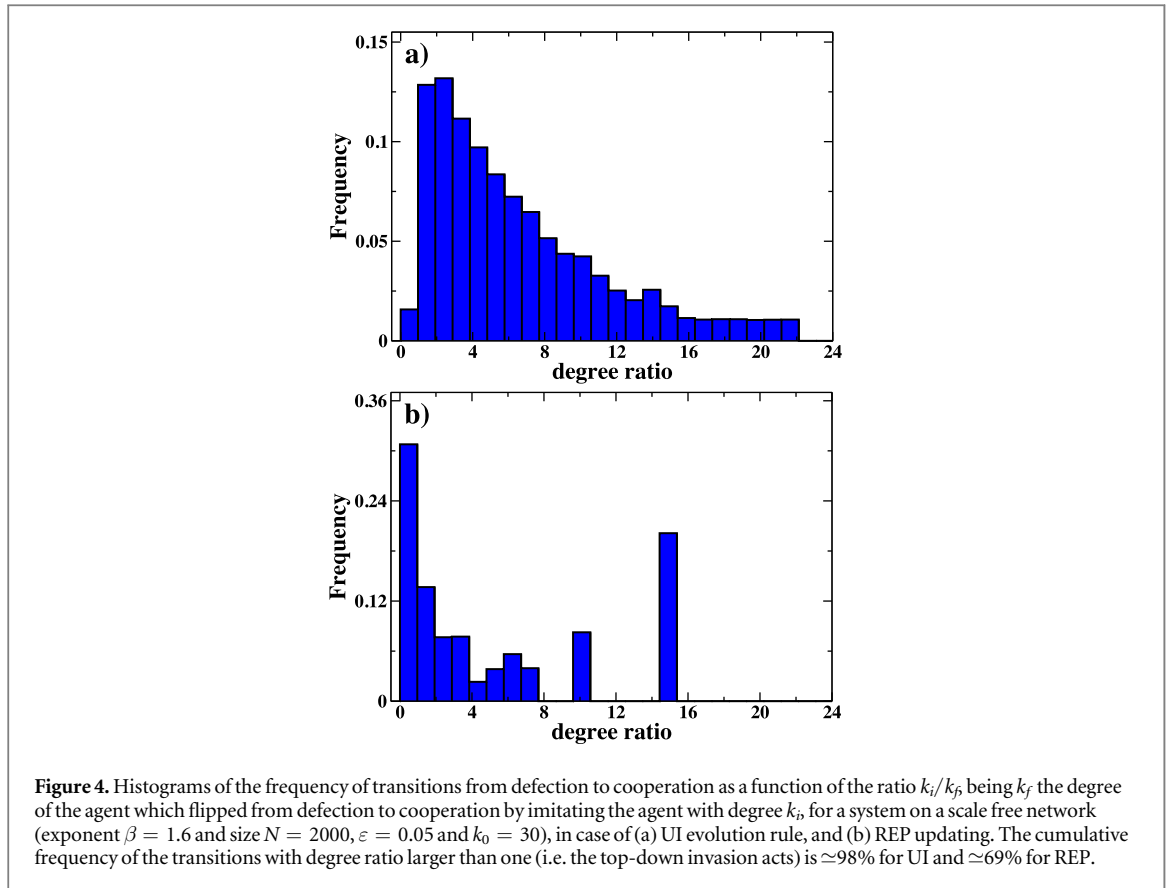 a)
0.15
0.1
0.05
0
Frequency
0 4 8 12 16 20 24
degree ratio
b)
0.36
0.24
0.12
0
Frequency
0 4 8 12 16 20 24
degree ratio
Figure 4. Histograms of the frequency of transitions from defection to cooperation as a function of the ratio kᵢ/k_f, being k_f the degree
of the agent which flipped from defection to cooperation by imitating the agent with degree kᵢ, for a system on a scale free network
(exponent β = 1.6 and size N = 2000, ε = 0.05 and k₀ = 30), in case of (a) UI evolution rule, and (b) REP updating. The cumulative
frequency of the transitions with degree ratio larger than one (i.e. the top-down invasion acts) is ≃98% for UI and ≃69% for REP.